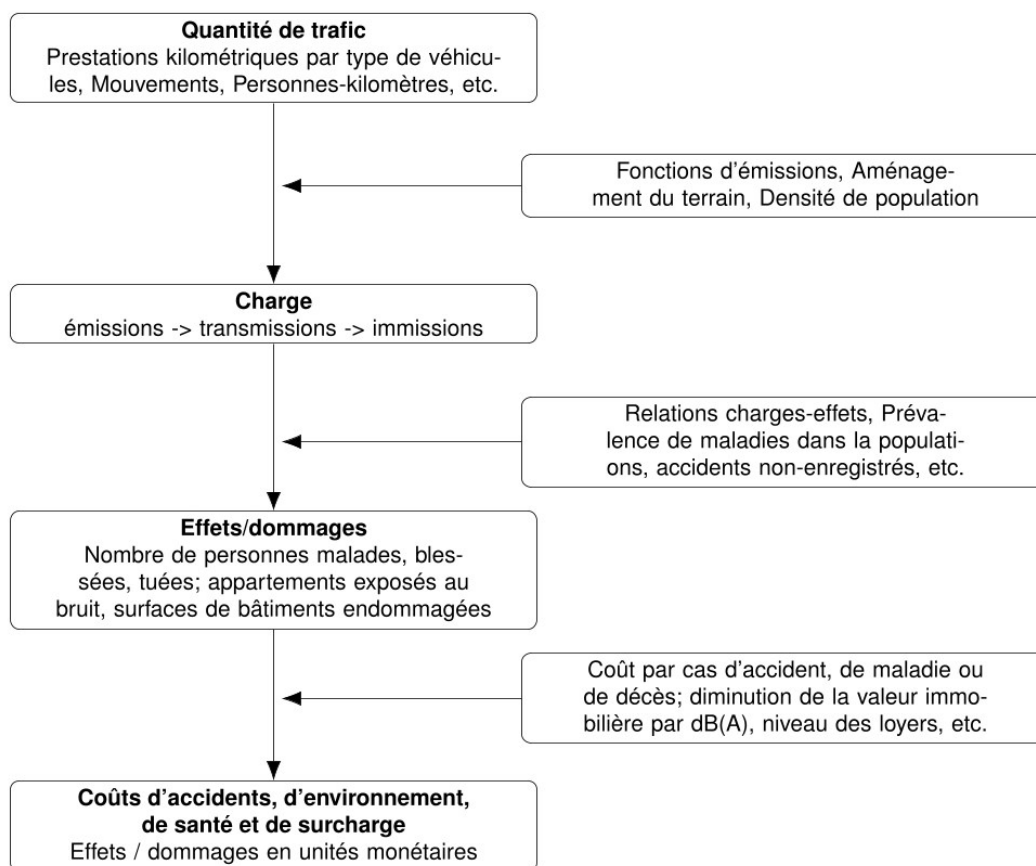 Quantité de trafic
Prestations kilométriques par type de véhicu-
les, Mouvements, Personnes-kilomètres, etc.
Fonctions d'émissions, Aménage-
ment du terrain, Densité de population
Charge
émissions -> transmissions -> immissions
Relations charges-effets, Préva-
lence de maladies dans la populati-
ons, accidents non-enregistrés, etc.
Effets/dommages
Nombre de personnes malades, bles-
sées, tuées; appartements exposés au
bruit, surfaces de bâtiments endommagées
Coût par cas d'accident, de maladie ou
de décès; diminution de la valeur immo-
bilière par dB(A), niveau des loyers, etc.
Coûts d'accidents, d'environnement,
de santé et de surcharge
Effets / dommages en unités monétaires